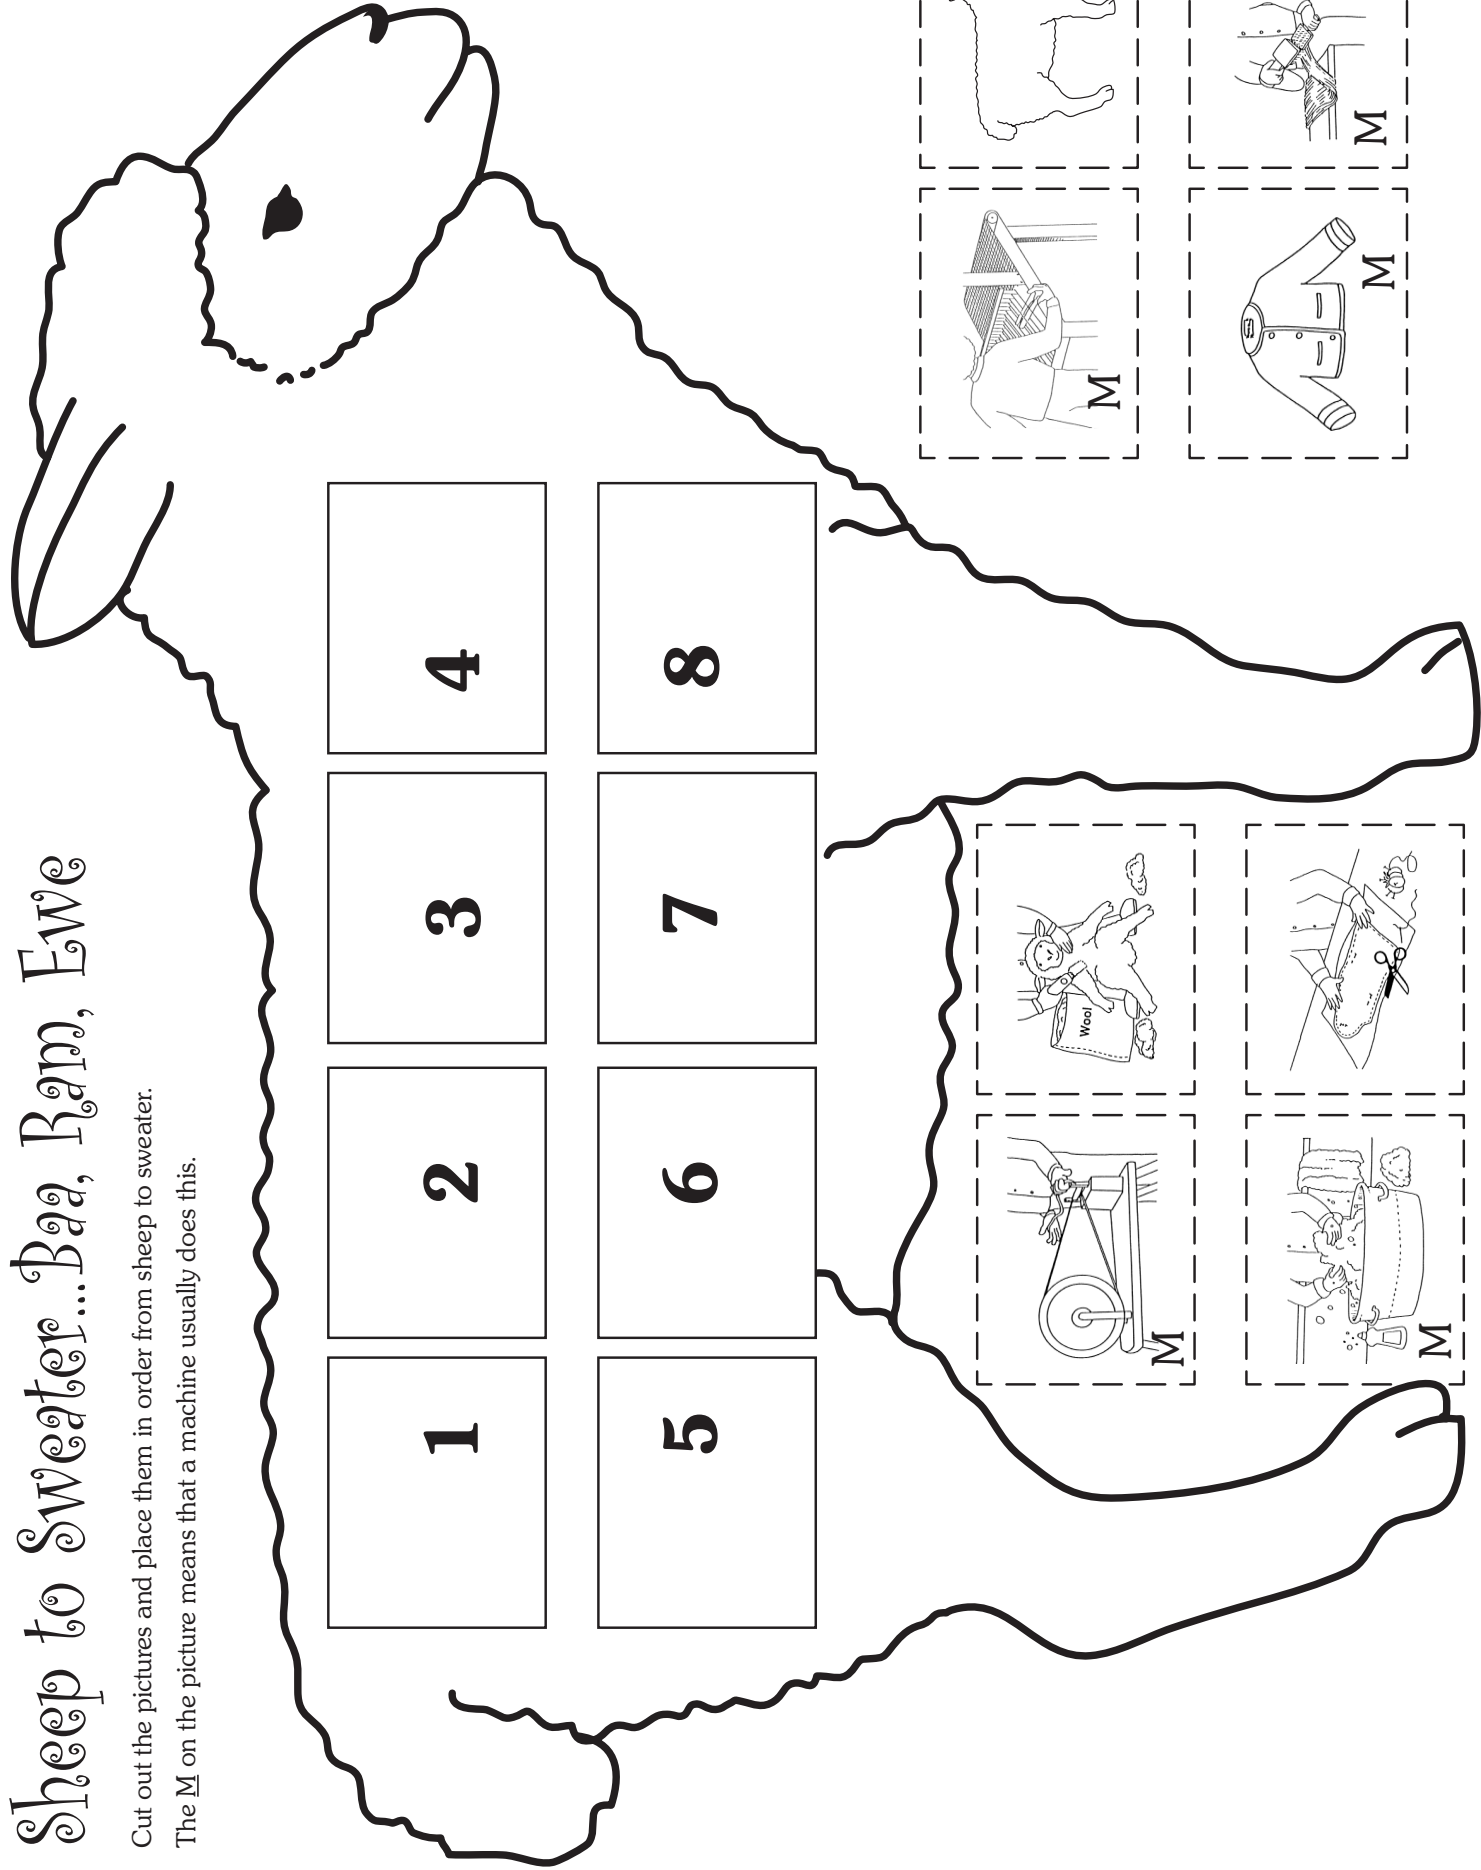 Sheep to Sweater...Baa, Ram, Ewe
Cut out the pictures and place them in order from sheep to sweater.
The M on the picture means that a machine usually does this.
1 2 3 4
5 6 7 8
Wool
M
M
M
M
M